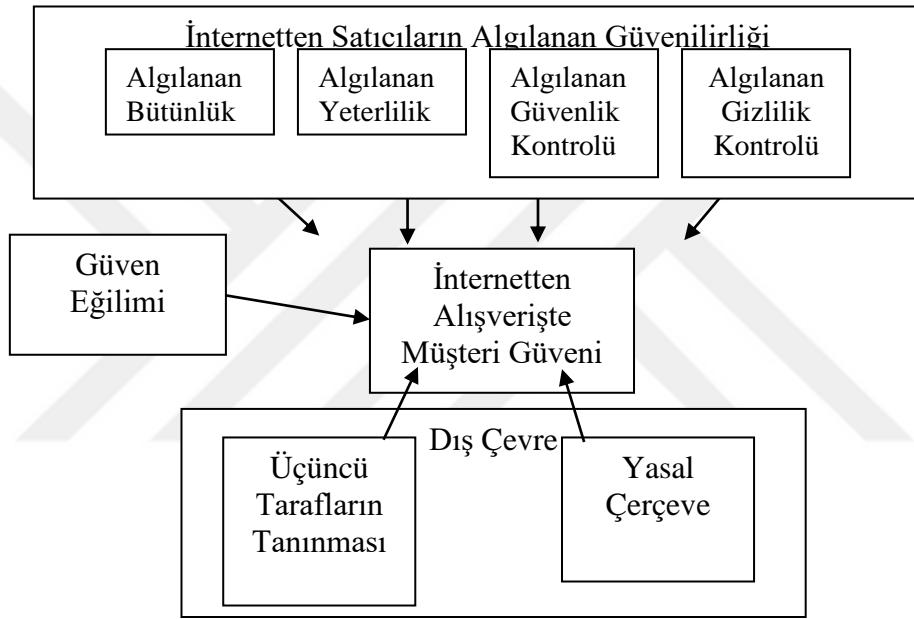 İnternetten Satıcıların Algılanan Güvenilirliği
Algılanan
Bütünlük
Algılanan
Yeterlilik
Algılanan
Güvenlik
Kontrolü
Algılanan
Gizlilik
Kontrolü
Güven
Eğilimi
İnternetten
Alışverişte
Müşteri Güveni
Dış Çevre
Üçüncü
Tarafların
Tanınması
Yasal
Çerçeve